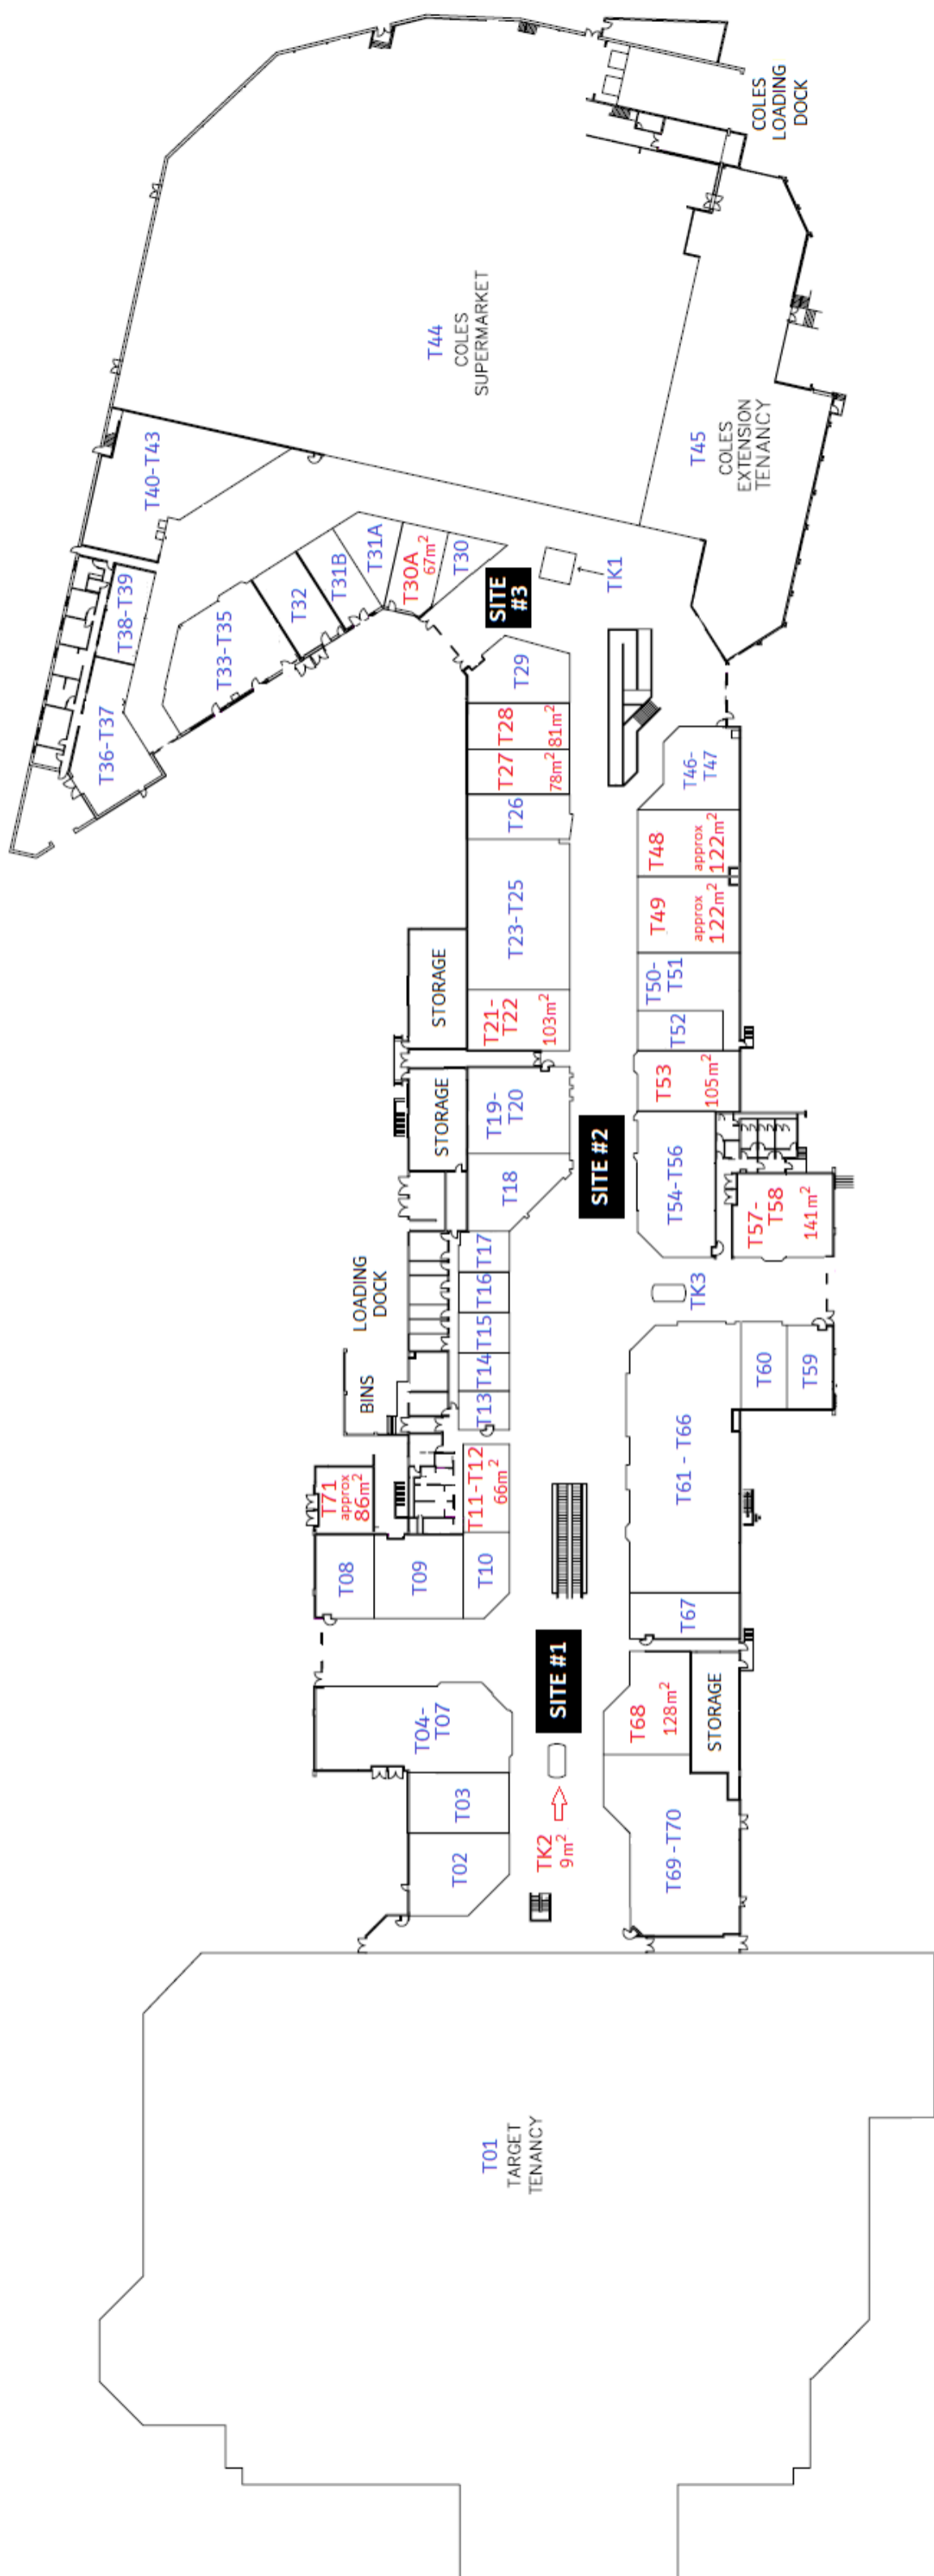 COLES
LOADING
DOCK
T44
COLES
SUPERMARKET
T45
COLES
EXTENSION
TENANCY
T40-T43
T38-T39
T36-T37
T33-T35
T32
T31B
T31A
T30A
67m²
T30
SITE
#3
TK1
T29
T28
81m²
T27
78m²
T26
T23-T25
T21-
T22
103m²
STORAGE
STORAGE
T19-
T20
T18
T46-
T47
T48
approx
122m²
T49
approx
122m²
T50-
T51
T52
T53
105m²
SITE #2
T54-T56
T57-
T58
141m²
TK3
T17
T16
T15
T14
T13
LOADING
DOCK
BINS
T11-T12
66m²
T71
approx
86m²
T08
T09
T10
T60
T59
T61 - T66
T67
SITE #1
T68
128m²
STORAGE
T04-
T07
T03
T02
TK2
9m²
T69 -T70
T01
TARGET
TENANCY